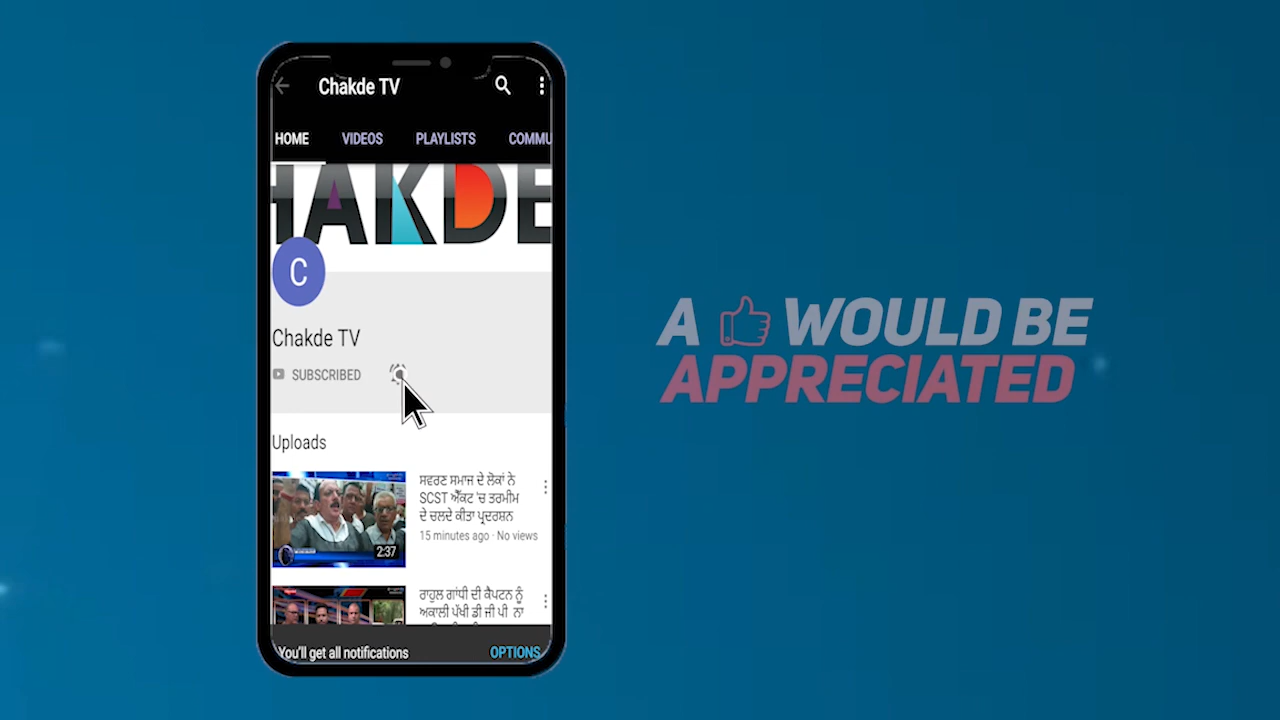 Chakde TV
HOME VIDEOS PLAYLISTS COMMU
HAKDE
C
Chakde TV
SUBSCRIBED
Uploads
ਸਵਰਣ ਸਮਾਜ ਦੇ ਲੋਕਾਂ ਨੇ
SCST ਐੱਕਟ 'ਚ ਤਰਮੀਮ
ਦੇ ਚਲਦੇ ਕੀਤਾ ਪ੍ਰਦਰਸ਼ਨ
15 minutes ago · No views
2:37
ਰਾਹੁਲ ਗਾਂਧੀ ਦੀ ਕੈਪਟਨ ਨੂੰ
ਅਕਾਲੀ ਪੱਖੀ ਡੀ ਜੀ ਪੀ ਨਾ
You'll get all notifications OPTIONS
A WOULD BE
APPRECIATED